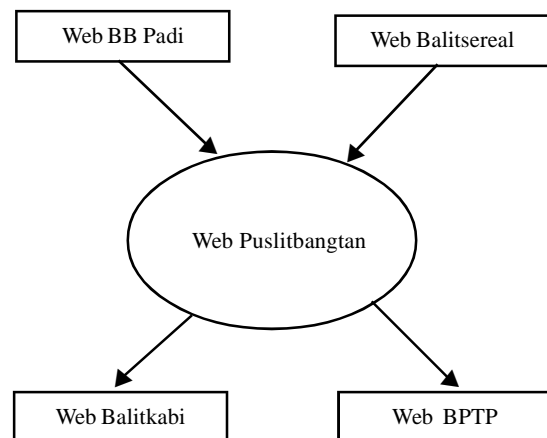 Web BB Padi
Web Balitsereal
Web Puslitbangtan
Web Balitkabi
Web BPTP